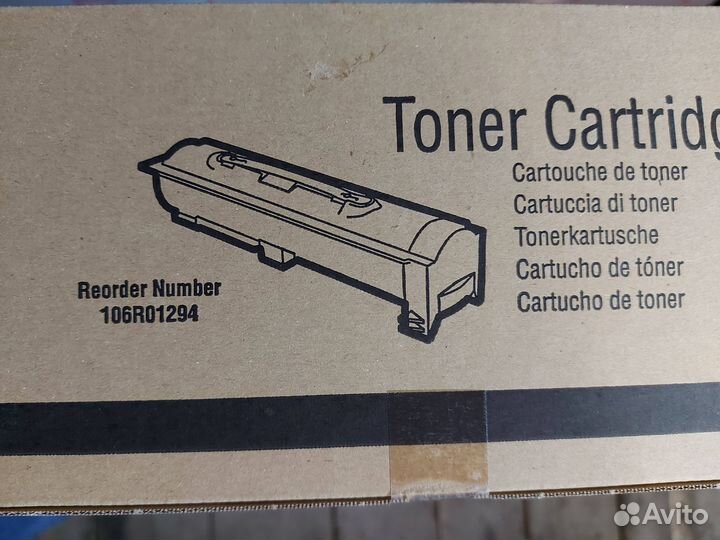 Toner Cartridg
Cartouche de toner
Cartuccia di toner
Tonerkartusche
Cartucho de tóner
Cartucho de toner
Reorder Number
106R01294
Avito